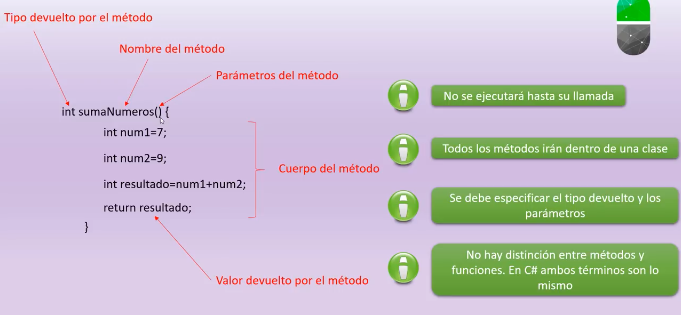 Tipo devuelto por el método
Nombre del método
Parámetros del método
int sumaNumeros() {
int num1=7;
int num2=9;
int resultado=num1+num2;
return resultado;
}
Cuerpo del método
Valor devuelto por el método
No se ejecutará hasta su llamada
Todos los métodos irán dentro de una clase
Se debe especificar el tipo devuelto y los
parámetros
No hay distinción entre métodos y
funciones. En C# ambos términos son lo
mismo